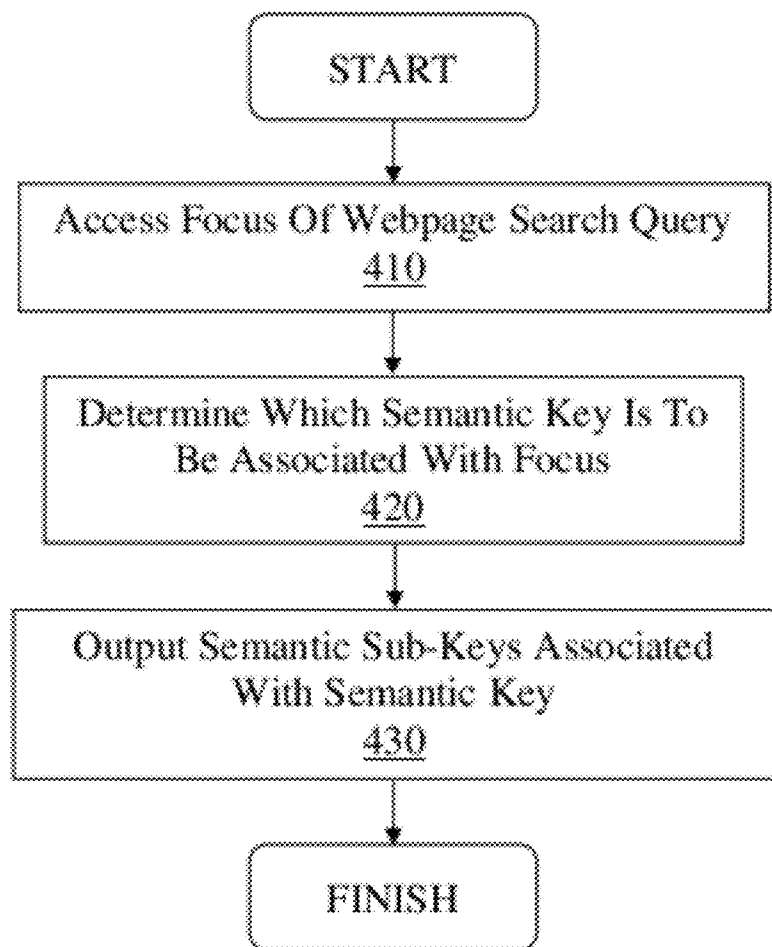 START
Access Focus Of Webpage Search Query
410
Determine Which Semantic Key Is To
Be Associated With Focus
420
Output Semantic Sub-Keys Associated
With Semantic Key
430
FINISH